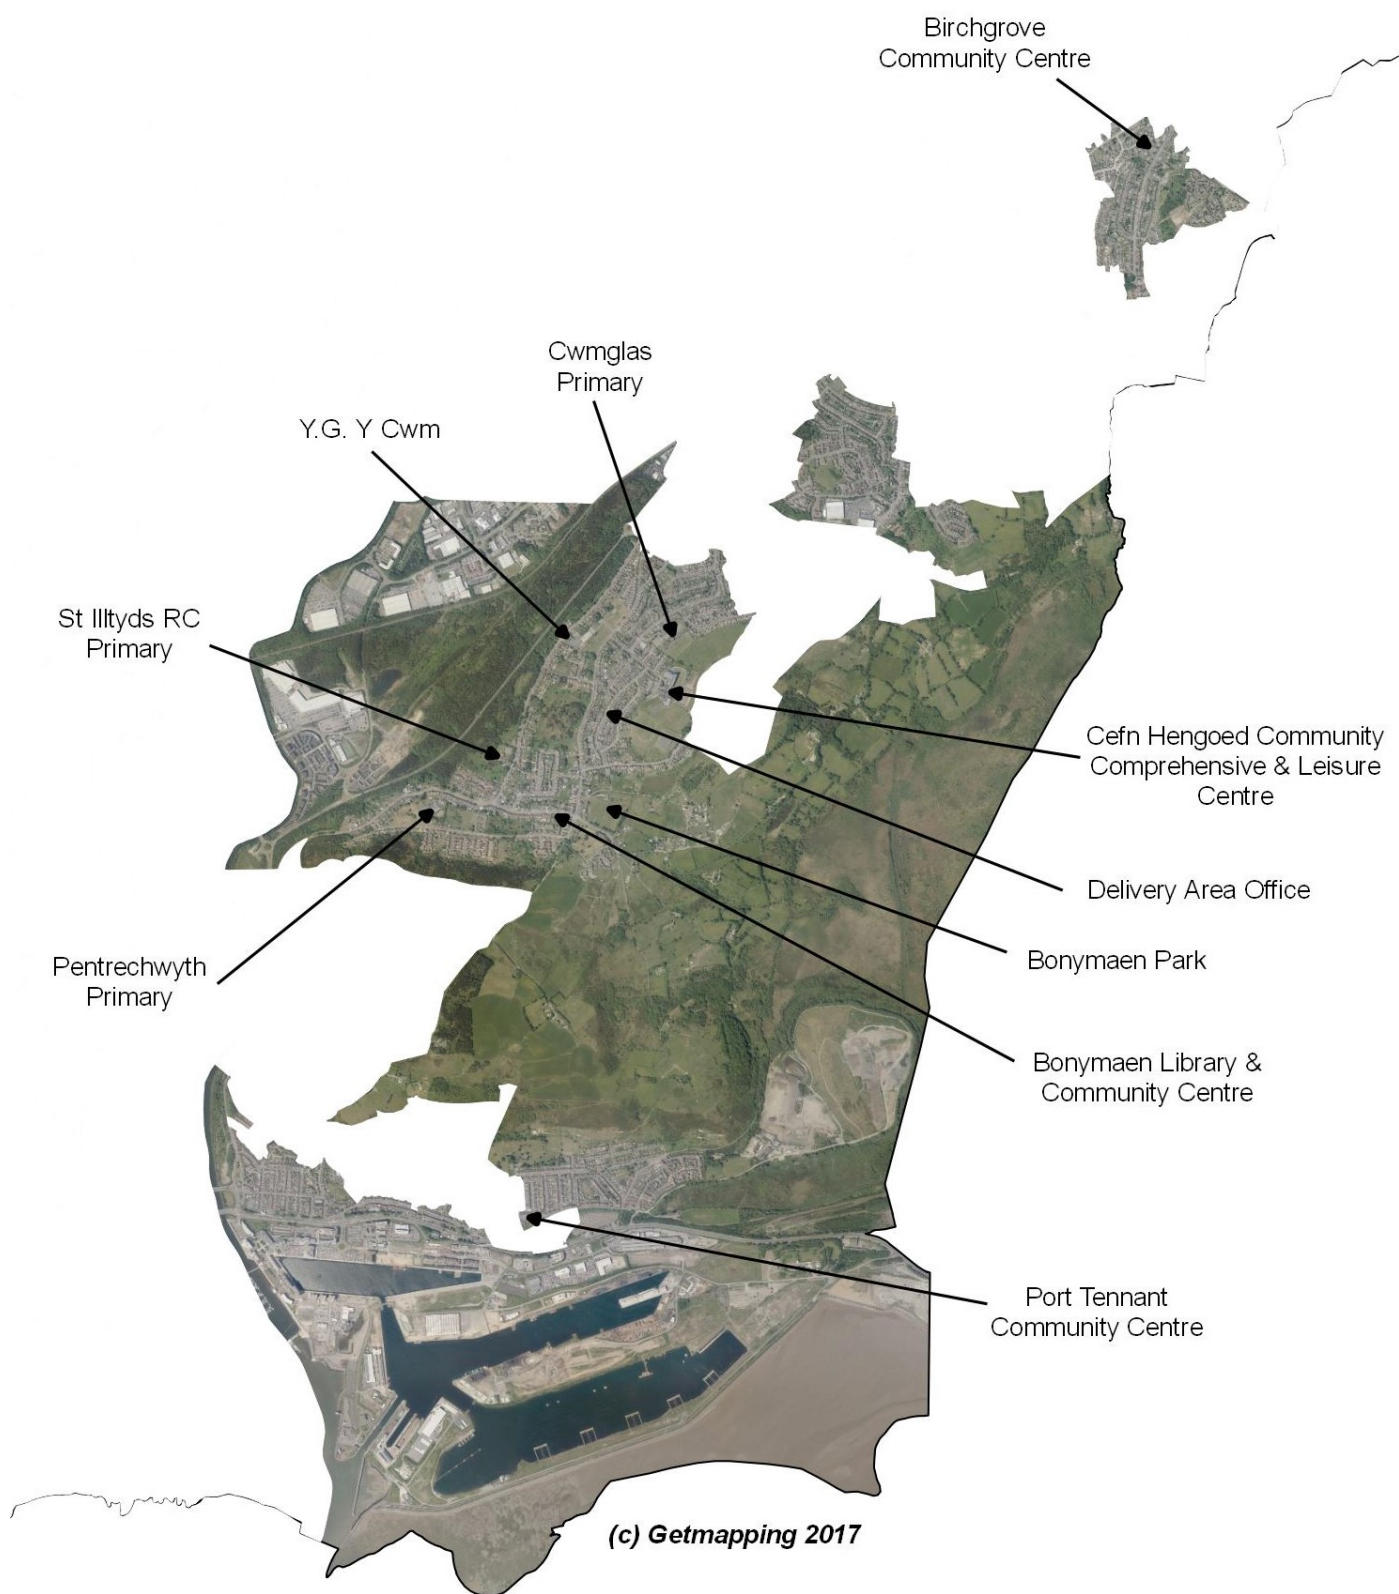 Birchgrove
Community Centre
Cwmglas
Primary
Y.G. Y Cwm
St Illtyds RC
Primary
Cefn Hengoed Community
Comprehensive & Leisure
Centre
Delivery Area Office
Bonymaen Park
Pentrechwyth
Primary
Bonymaen Library &
Community Centre
Port Tennant
Community Centre
(c) Getmapping 2017